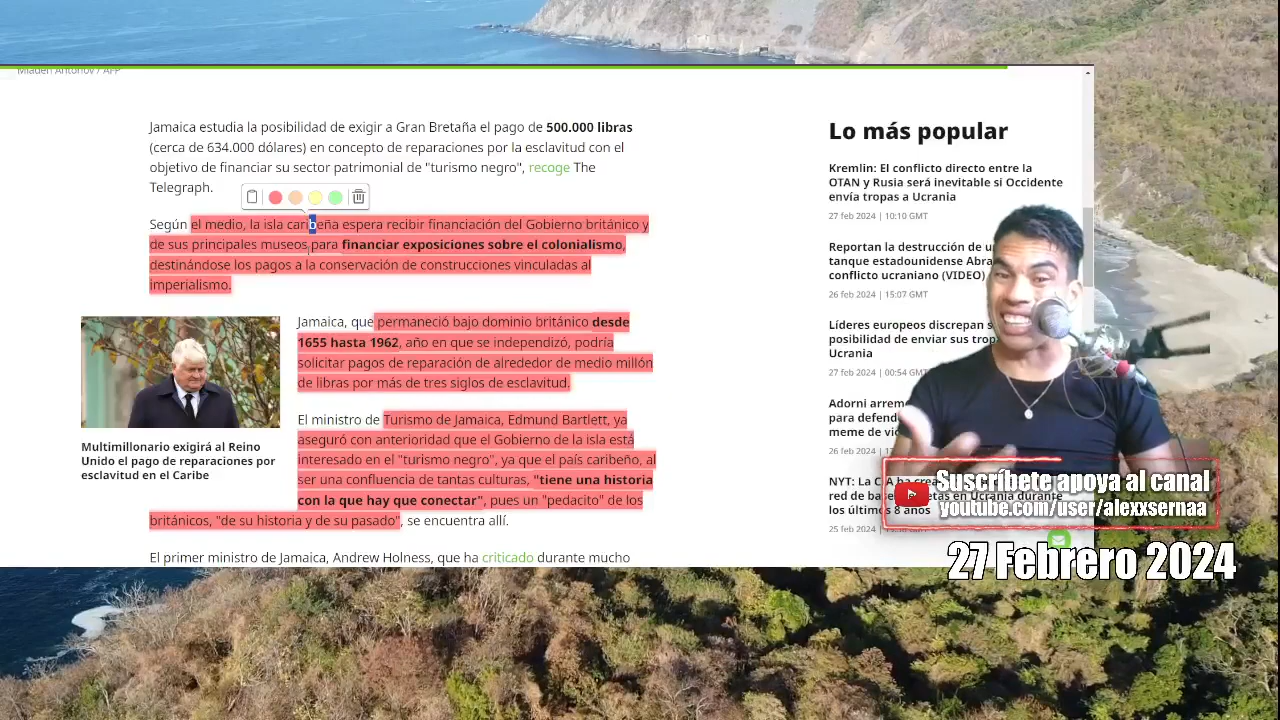 Mladen Antonov / AFP
Jamaica estudia la posibilidad de exigir a Gran Bretaña el pago de 500.000 libras
(cerca de 634.000 dólares) en concepto de reparaciones por la esclavitud con el
objetivo de financiar su sector patrimonial de "turismo negro", recoge The
Telegraph.
Según el medio, la isla caribeña espera recibir financiación del Gobierno británico y
de sus principales museos para financiar exposiciones sobre el colonialismo,
destinándose los pagos a la conservación de construcciones vinculadas al
imperialismo.
Jamaica, que permaneció bajo dominio británico desde
1655 hasta 1962, año en que se independizó, podría
solicitar pagos de reparación de alrededor de medio millón
de libras por más de tres siglos de esclavitud.
Multimillonario exigirá al Reino
Unido el pago de reparaciones por
esclavitud en el Caribe
El ministro de Turismo de Jamaica, Edmund Bartlett, ya
aseguró con anterioridad que el Gobierno de la isla está
interesado en el "turismo negro", ya que el país caribeño, al
ser una confluencia de tantas culturas, "tiene una historia
con la que hay que conectar", pues un "pedacito" de los
británicos, "de su historia y de su pasado", se encuentra allí.
El primer ministro de Jamaica, Andrew Holness, que ha criticado durante mucho
Lo más popular
Kremlin: El conflicto directo entre la
OTAN y Rusia será inevitable si Occidente
envía tropas a Ucrania
27 feb 2024 | 10:10 GMT
Reportan la destrucción de
tanque estadounidense
conflicto ucraniano (VIDEO)
26 feb 2024 | 15:07 GMT
Líderes europeos discrepan
posibilidad de enviar sus
Ucrania
27 feb 2024 | 00:54 GMT
Adorni
para
meme de
26 feb 2024
NYT: La CIA ha
red de en Ucrania durante
los últimos 8 años
25 feb 2024
Suscríbete apoya al canal
youtube.com/user/alexxsernaa
27 Febrero 2024